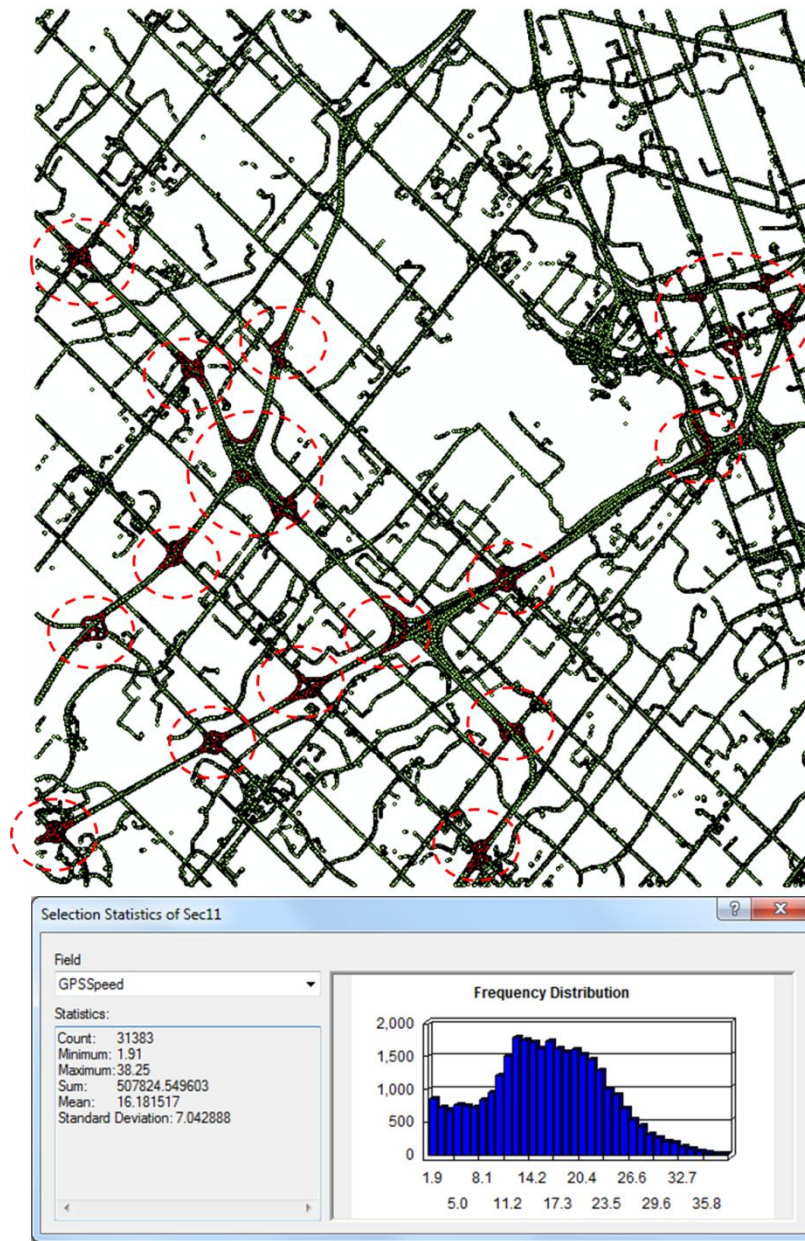 Selection Statistics of Sec11
Field
GPSSpeed
Statistics:
Count: 31383
Minimum: 1.91
Maximum: 38.25
Sum: 507824.549603
Mean: 16.181517
Standard Deviation: 7.042888
Frequency Distribution
2,000
1,500
1,000
500
0
1.9 8.1 14.2 20.4 26.6 32.7
5.0 11.2 17.3 23.5 29.6 35.8